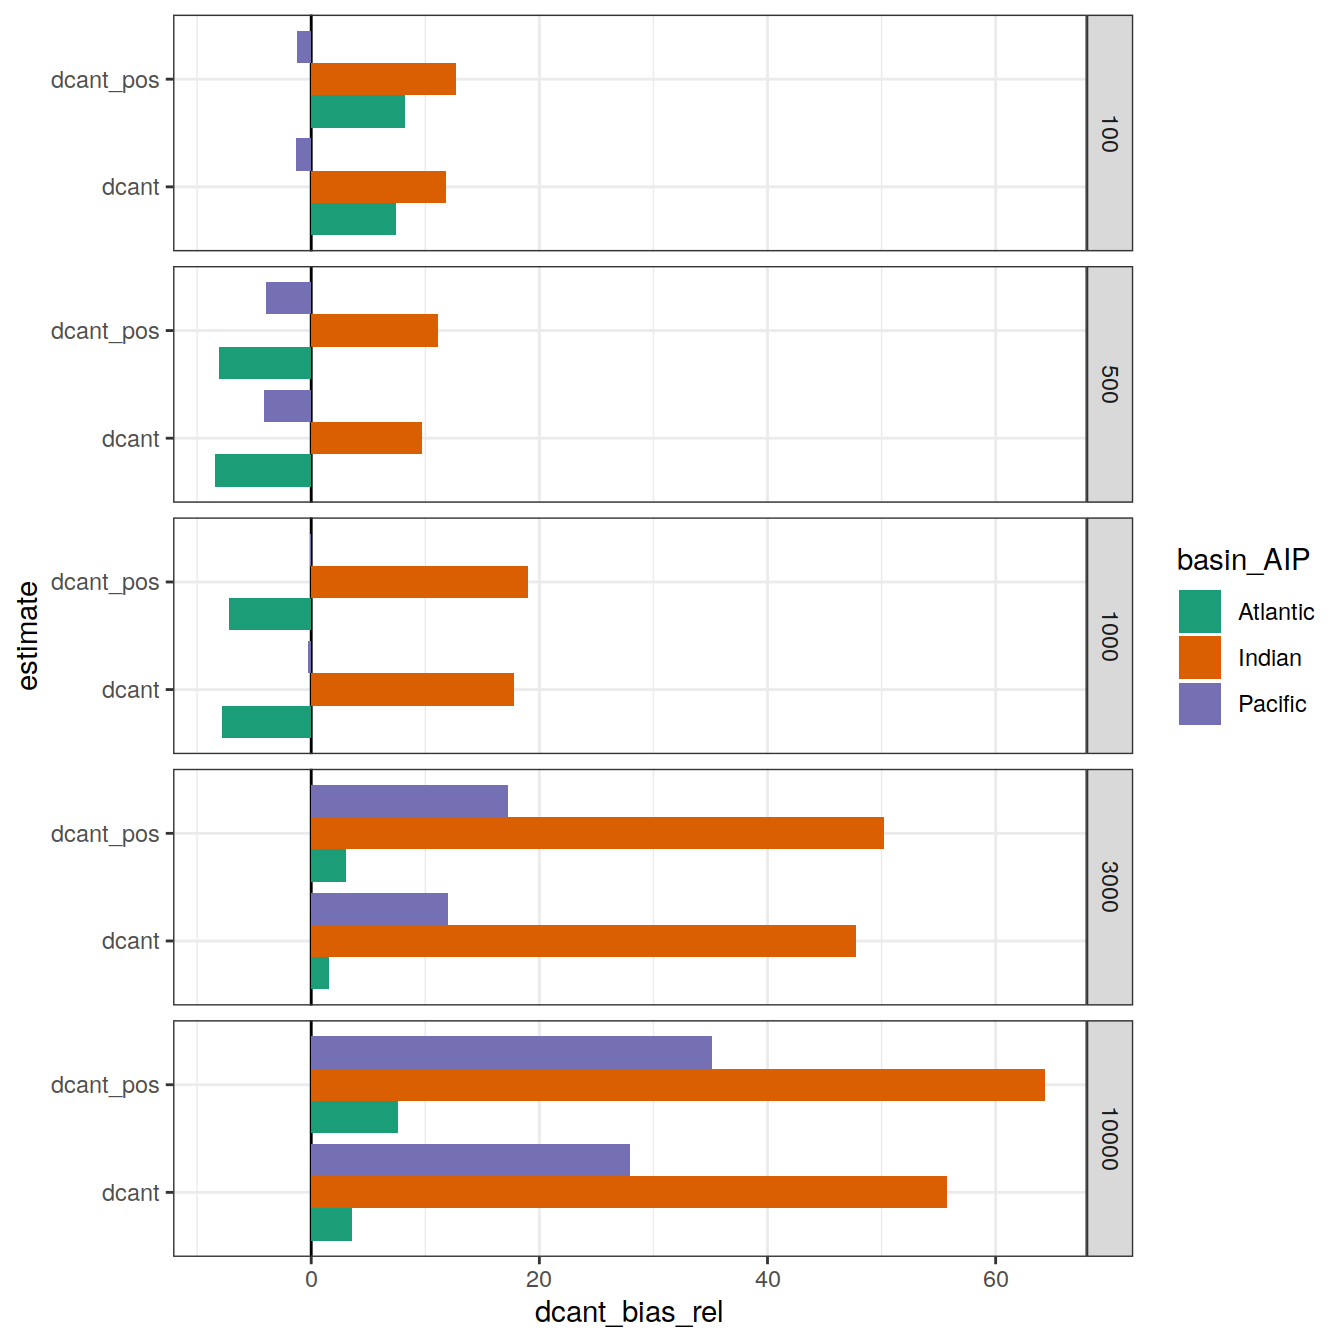 dcant_pos
dcant
100
dcant_pos
dcant
500
dcant_pos
dcant
1000
dcant_pos
dcant
3000
dcant_pos
dcant
10000
estimate
0
20
40
60
dcant_bias_rel
basin_AIP
Atlantic
Indian
Pacific